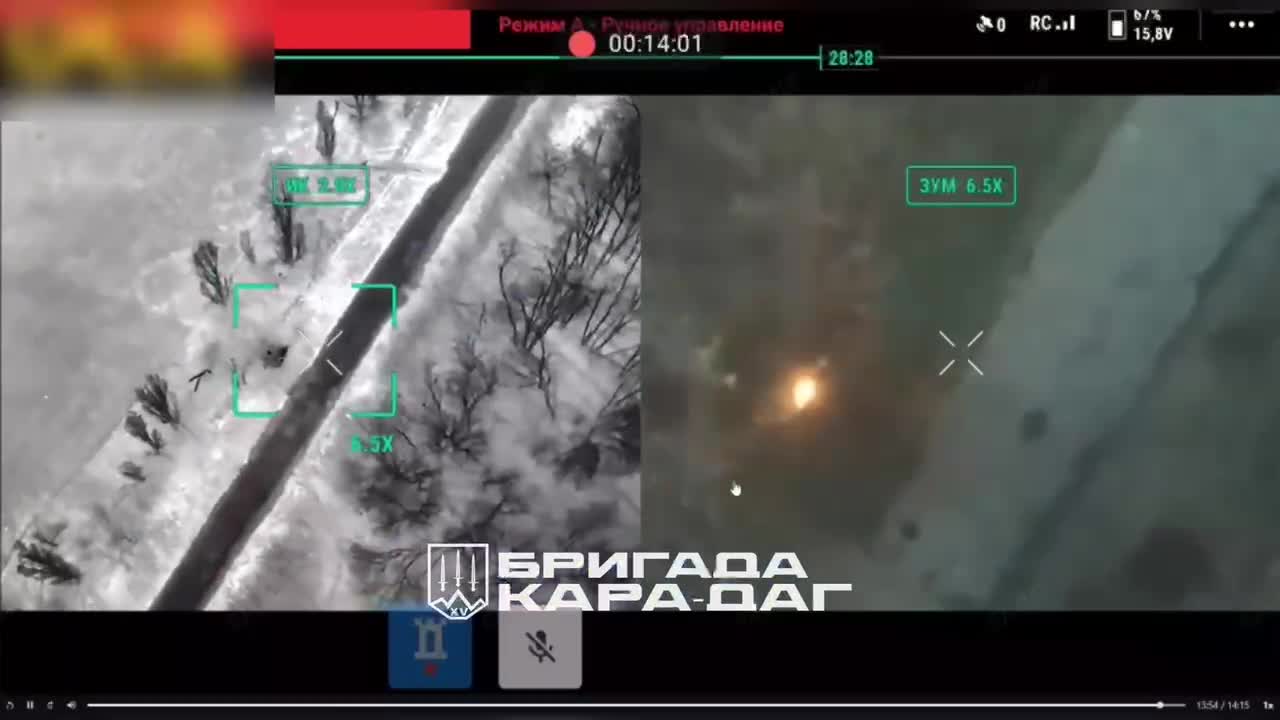 Режим А - Ручное управление
00:14:01
0
RC
67%
15,8V
28:28
ИК 2.0X
ЗУМ 6.5X
6.5X
БРИГАДА
КАРА-ДАГ
XV
13:54 / 14:15
1x